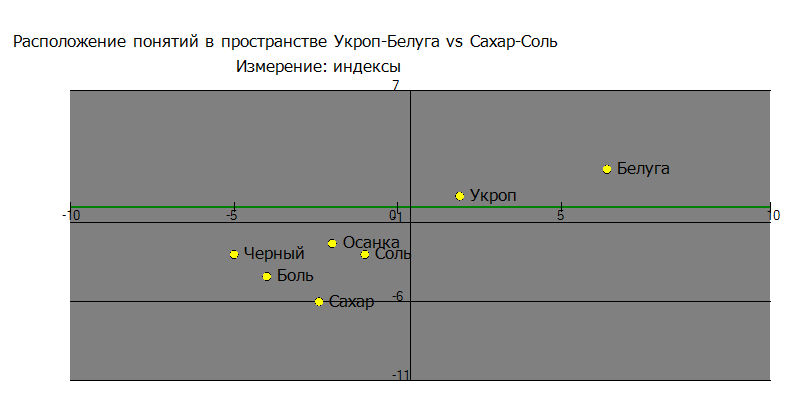 Расположение понятий в пространстве Укроп-Белуга vs Сахар-Соль
Измерение: индексы
7
Белуга
Укроп
-10
-5
0
-1
5
10
Осанка
Черный
Соль
Боль
-6
Сахар
-11